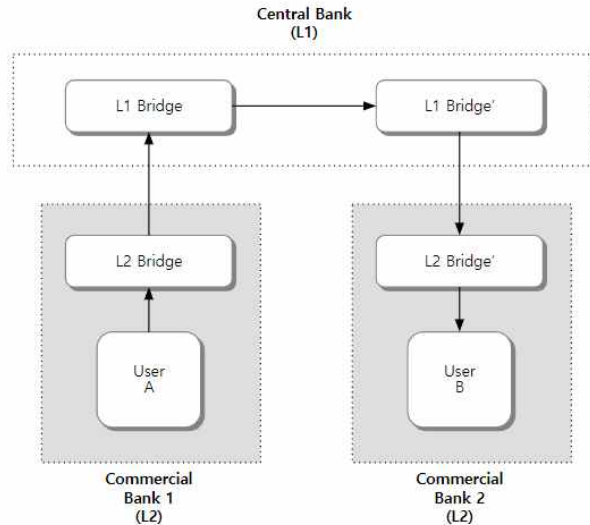 Central Bank
(L1)
L1 Bridge
L1 Bridge'
L2 Bridge
L2 Bridge'
User
A
User
B
Commercial
Bank 1
(L2)
Commercial
Bank 2
(L2)